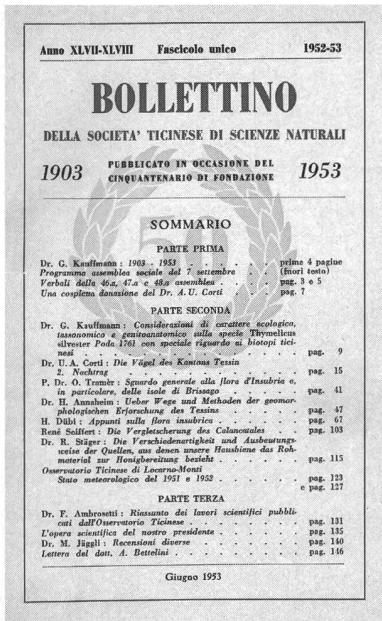 Anno XLVII-XLVIII Fascicolo unico 1952-53
BOLLETTINO
DELLA SOCIETA' TICINESE DI SCIENZE NATURALI
1903 PUBBLICATO IN OCCASIONE DEL CINQUANTENARIO DI FONDAZIONE 1953
SOMMARIO
PARTE PRIMA
Dr. G. Kauffmann : 1903 - 1953 . . . . . . prime 4 pagine
Programma assemblea sociale del 7 settembre . . (fuori testo)
Verbali della 46.a, 47.a e 48.a assemblea . . . pag. 3 e 5
Una cospicua donazione del Dr. A. U. Corti . . . pag. 7
PARTE SECONDA
Dr. G. Kauffmann : Considerazioni di carattere ecologico,
tassonomico e genitoanatomico sulla specie Thymelicus
silvester Poda 1761 con speciale riguardo ai biotopi tici-
nesi . . . . . . . . . . . . . pag. 9
Dr. U. A. Corti : Die Vögel des Kantons Tessin
2. Nachtrag . . . . . . . . . . . pag. 15
P. Dr. O. Tramèr : Sguardo generale alla flora d'Insubria e,
in particolare, delle isole di Brissago . . . . . pag. 41
Dr. H. Annaheim : Ueber Wege und Methoden der geomor-
phologischen Erforschung des Tessins . . . . pag. 47
H. Dübi : Appunti sulla flora insubrica . . . . . pag. 67
René Seiffert : Die Vergletscherung des Calancatales . . pag. 103
Dr. R. Stäger : Die Verschiedenartigkeit und Ausbeutungs-
weise der Quellen, aus denen unsere Hausbiene das Roh-
material zur Honigbereitung bezieht . . . . . pag. 115
Osservatorio Ticinese di Locarno-Monti
Stato meteorologico del 1951 e 1952 . . . . . pag. 123
e pag. 127
PARTE TERZA
Dr. F. Ambrosetti : Riassunto dei lavori scientifici pubbli-
cati dall'Osservatorio Ticinese . . . . . . . pag. 131
L'opera scientifica del nostro presidente . . . . . pag. 135
Dr. M. Jäggli : Recensioni diverse . . . . . . . pag. 140
Lettera del dott. A. Bettelini . . . . . . . . pag. 146
Giugno 1953
50